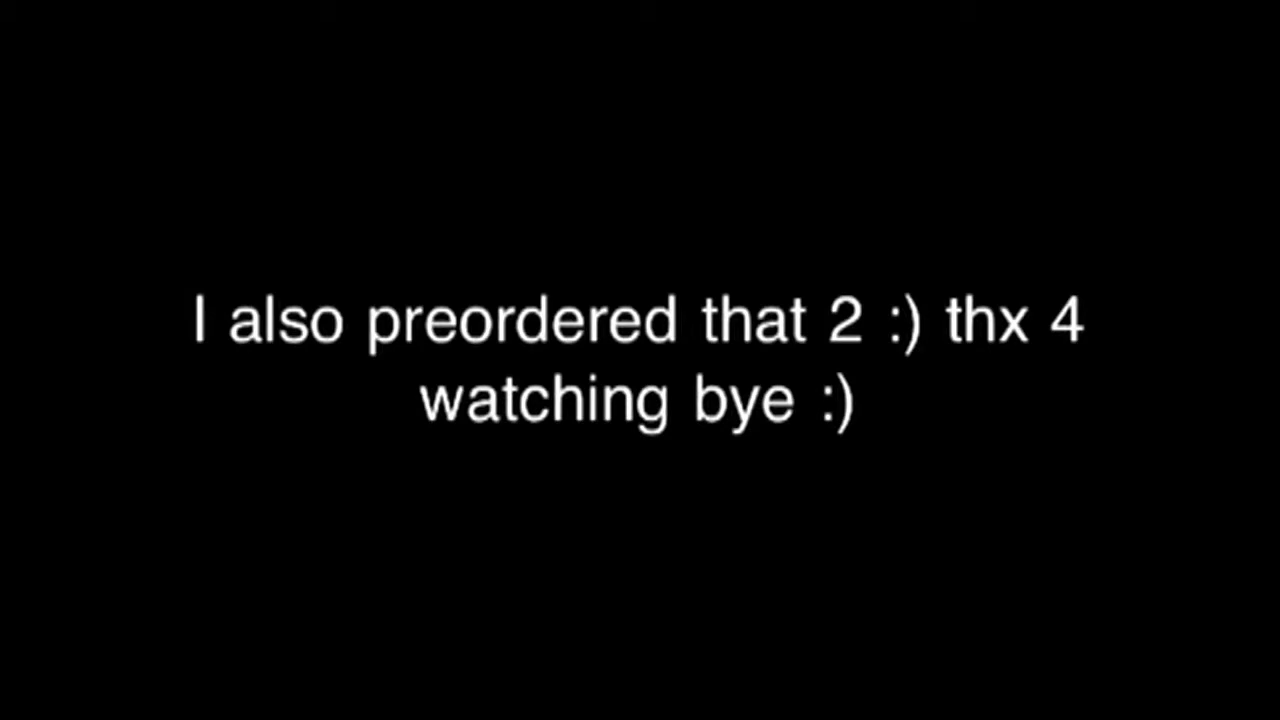 I also preordered that 2 :) thx 4
watching bye :)